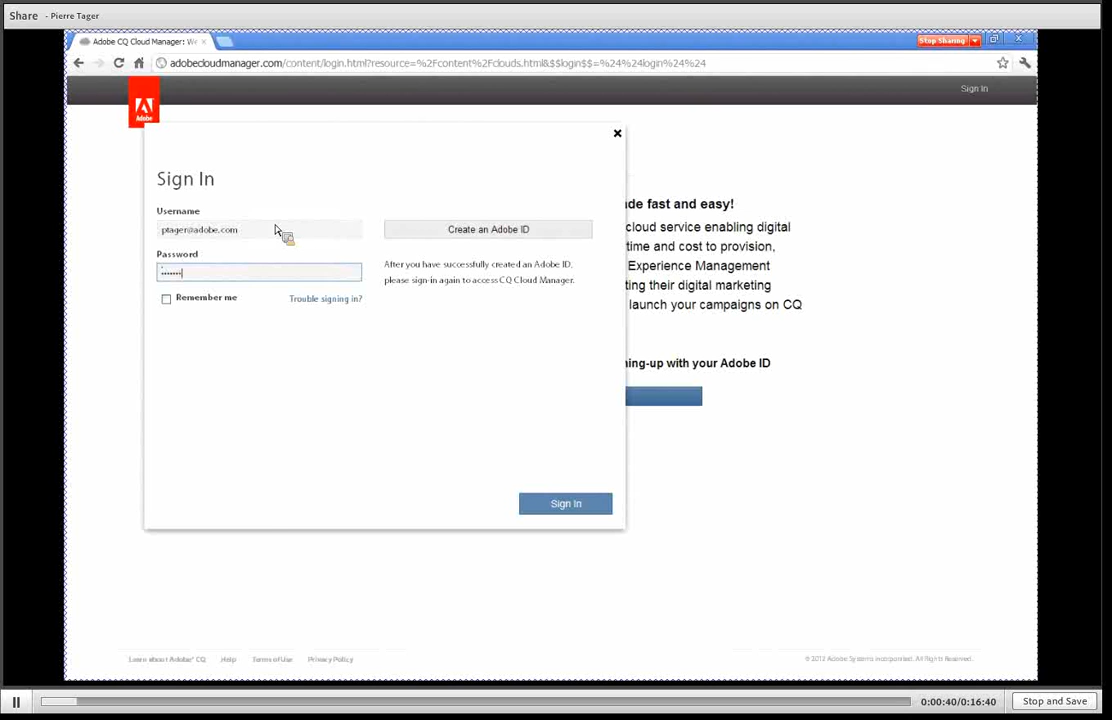 Share - Pierre Tager
Adobe CQ Cloud Manager: We
Stop Sharing
adobecloudmanager.com/content/login.html?resource=%2Fcontent%2Fclouds.html&$$login$$=%24%24login%24%24
Sign In
Adobe
Sign In
Username
ptager@adobe.com
Create an Adobe ID
Password
After you have successfully created an Adobe ID,
please sign-in again to access CQ Cloud Manager.
Remember me
Trouble signing in?
de fast and easy!
cloud service enabling digital
time and cost to provision,
Experience Management
ting their digital marketing
launch your campaigns on CQ
ning-up with your Adobe ID
Sign In
Learn about Adobe® CQ Help Terms of Use Privacy Policy
© 2012 Adobe Systems Incorporated. All Rights Reserved.
0:00:40/0:16:40
Stop and Save